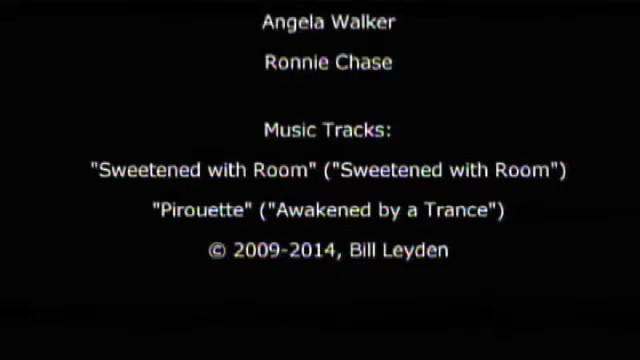 Angela Walker
Ronnie Chase
Music Tracks:
"Sweetened with Room" ("Sweetened with Room")
"Pirouette" ("Awakened by a Trance")
© 2009-2014, Bill Leyden